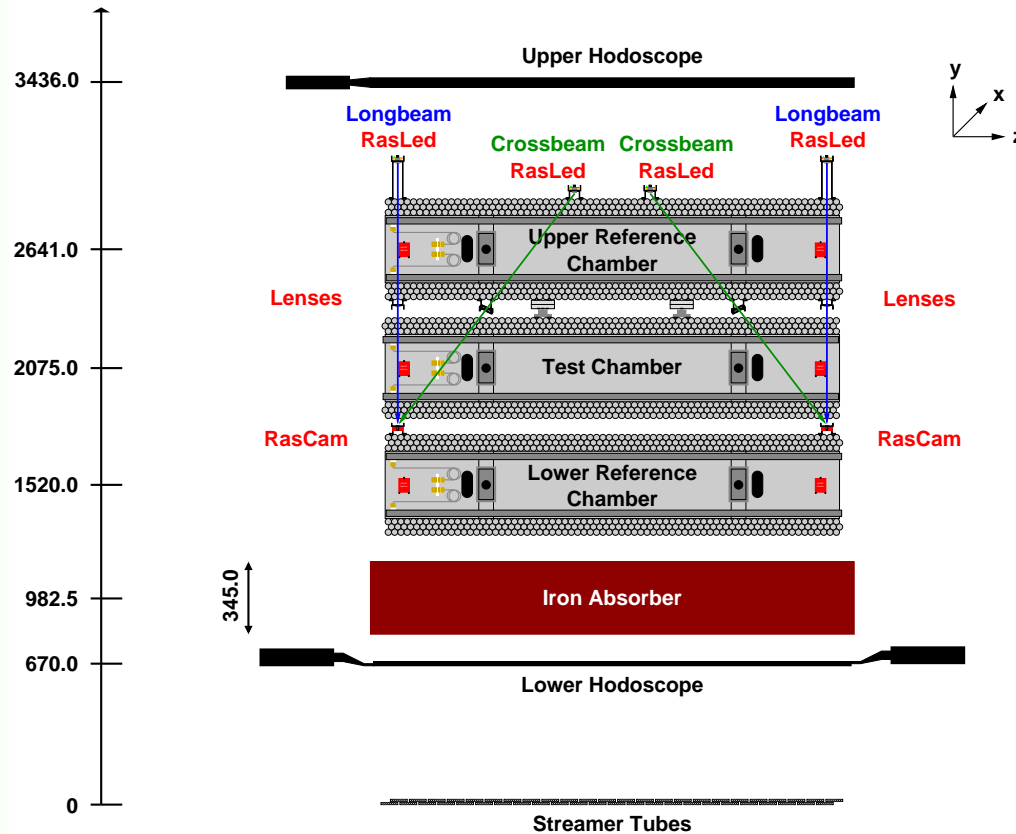 Upper Hodoscope
3436.0
y
x
z
Longbeam
RasLed
Longbeam
RasLed
Crossbeam
RasLed
Crossbeam
RasLed
2641.0
Upper Reference
Chamber
Lenses
Lenses
2075.0
Test Chamber
RasCam
RasCam
1520.0
Lower Reference
Chamber
345.0
982.5
Iron Absorber
670.0
Lower Hodoscope
0
Streamer Tubes